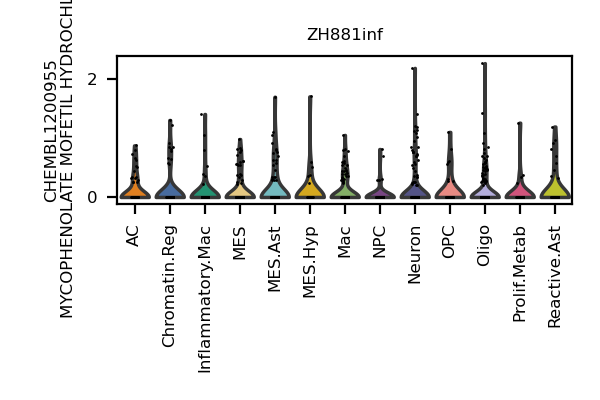 ZH881inf
CHEMBL1200955
MYCOPHENOLATE MOFETIL HYDROCHL
2
0
AC
Chromatin.Reg
Inflammatory.Mac
MES
MES.Ast
MES.Hyp
Mac
NPC
Neuron
OPC
Oligo
Prolif.Metab
Reactive.Ast